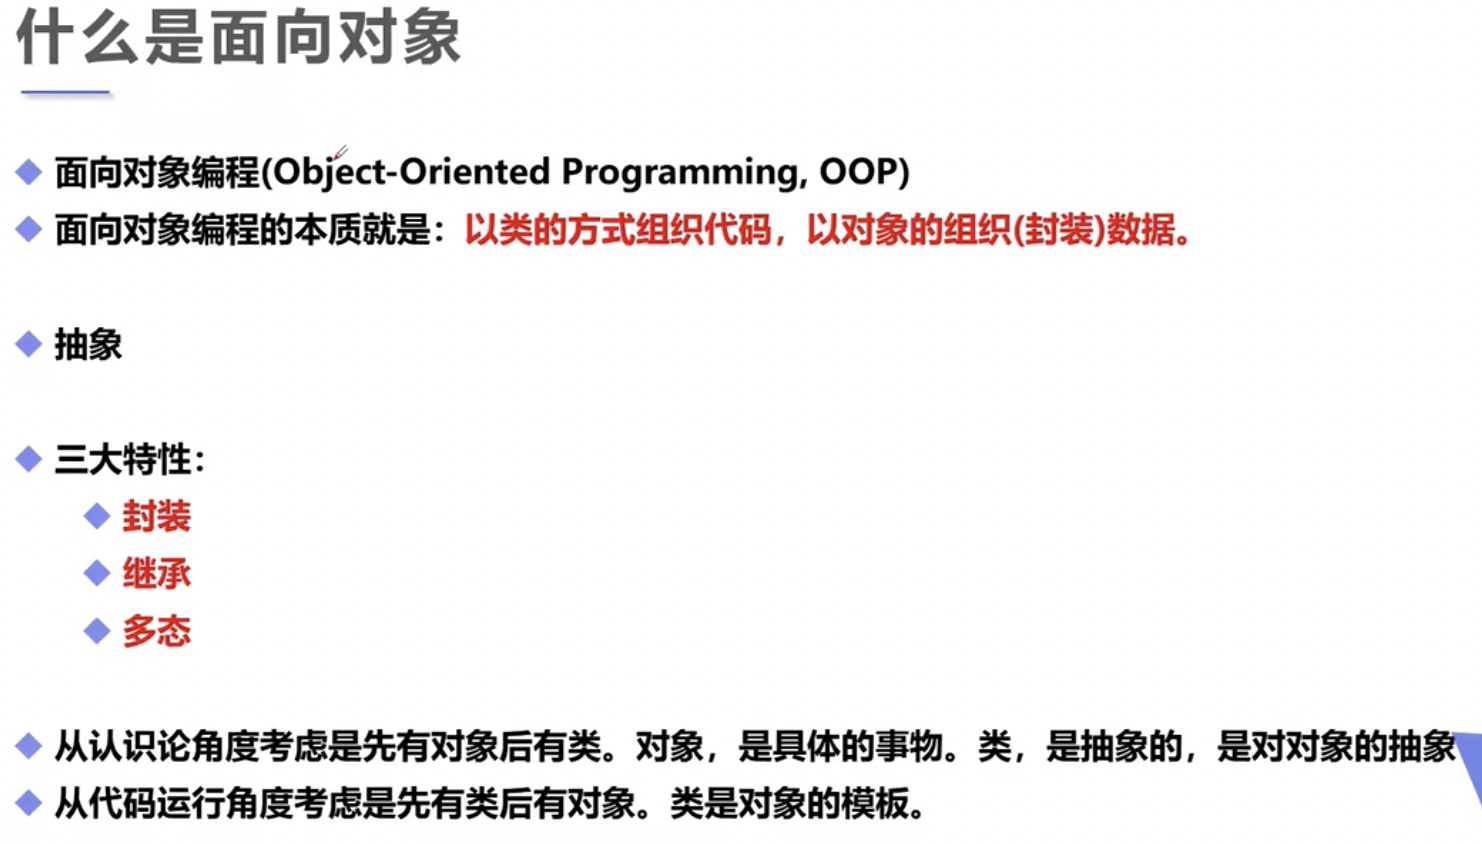 什么是面向对象
面向对象编程(Object-Oriented Programming, OOP)
面向对象编程的本质就是：以类的方式组织代码，以对象的组织(封装)数据。
抽象
三大特性：
封装
继承
多态
从认识论角度考虑是先有对象后有类。对象，是具体的事物。类，是抽象的，是对对象的抽象
从代码运行角度考虑是先有类后有对象。类是对象的模板。